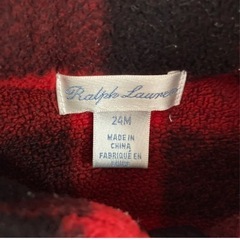 Ralph Lauren
24M
MADE IN
CHINA
FABRIQUÉ EN